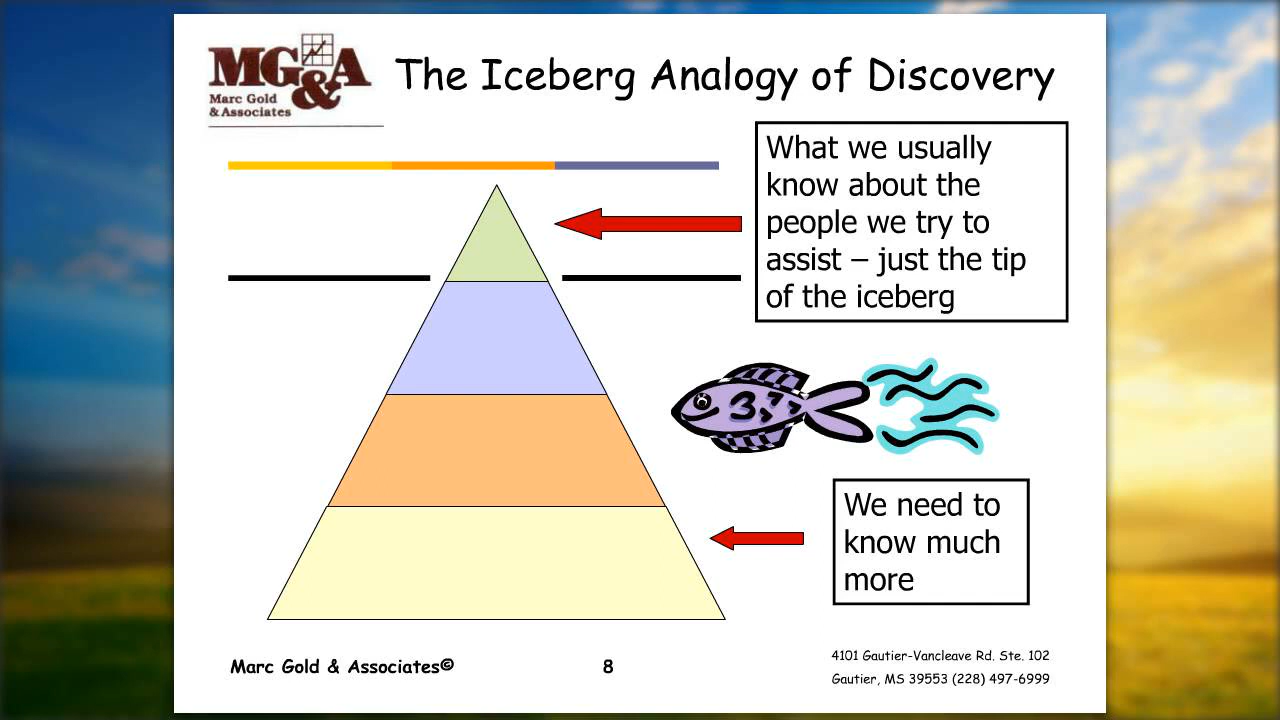 MG&A
Marc Gold
& Associates
The Iceberg Analogy of Discovery
What we usually
know about the
people we try to
assist – just the tip
of the iceberg
We need to
know much
more
Marc Gold & Associates©
8
4101 Gautier-Vancleave Rd. Ste. 102
Gautier, MS 39553 (228) 497-6999